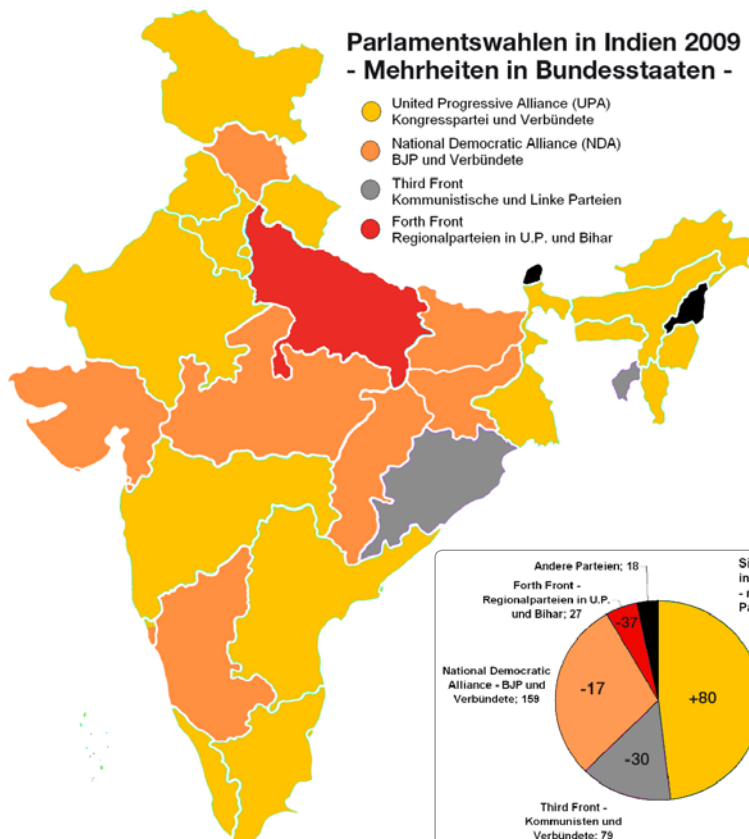 Parlamentswahlen in Indien 2009
- Mehrheiten in Bundesstaaten -
United Progressive Alliance (UPA)
Kongresspartei und Verbündete
National Democratic Alliance (NDA)
BJP und Verbündete
Third Front
Kommunistische und Linke Parteien
Forth Front
Regionalparteien in U.P. und Bihar
Andere Parteien; 18
Forth Front -
Regionalparteien in U.P.
und Bihar; 27
-37
National Democratic
Alliance - BJP und
Verbündete; 159
-17
+80
-30
Third Front -
Kommunisten und
Verbündete; 79